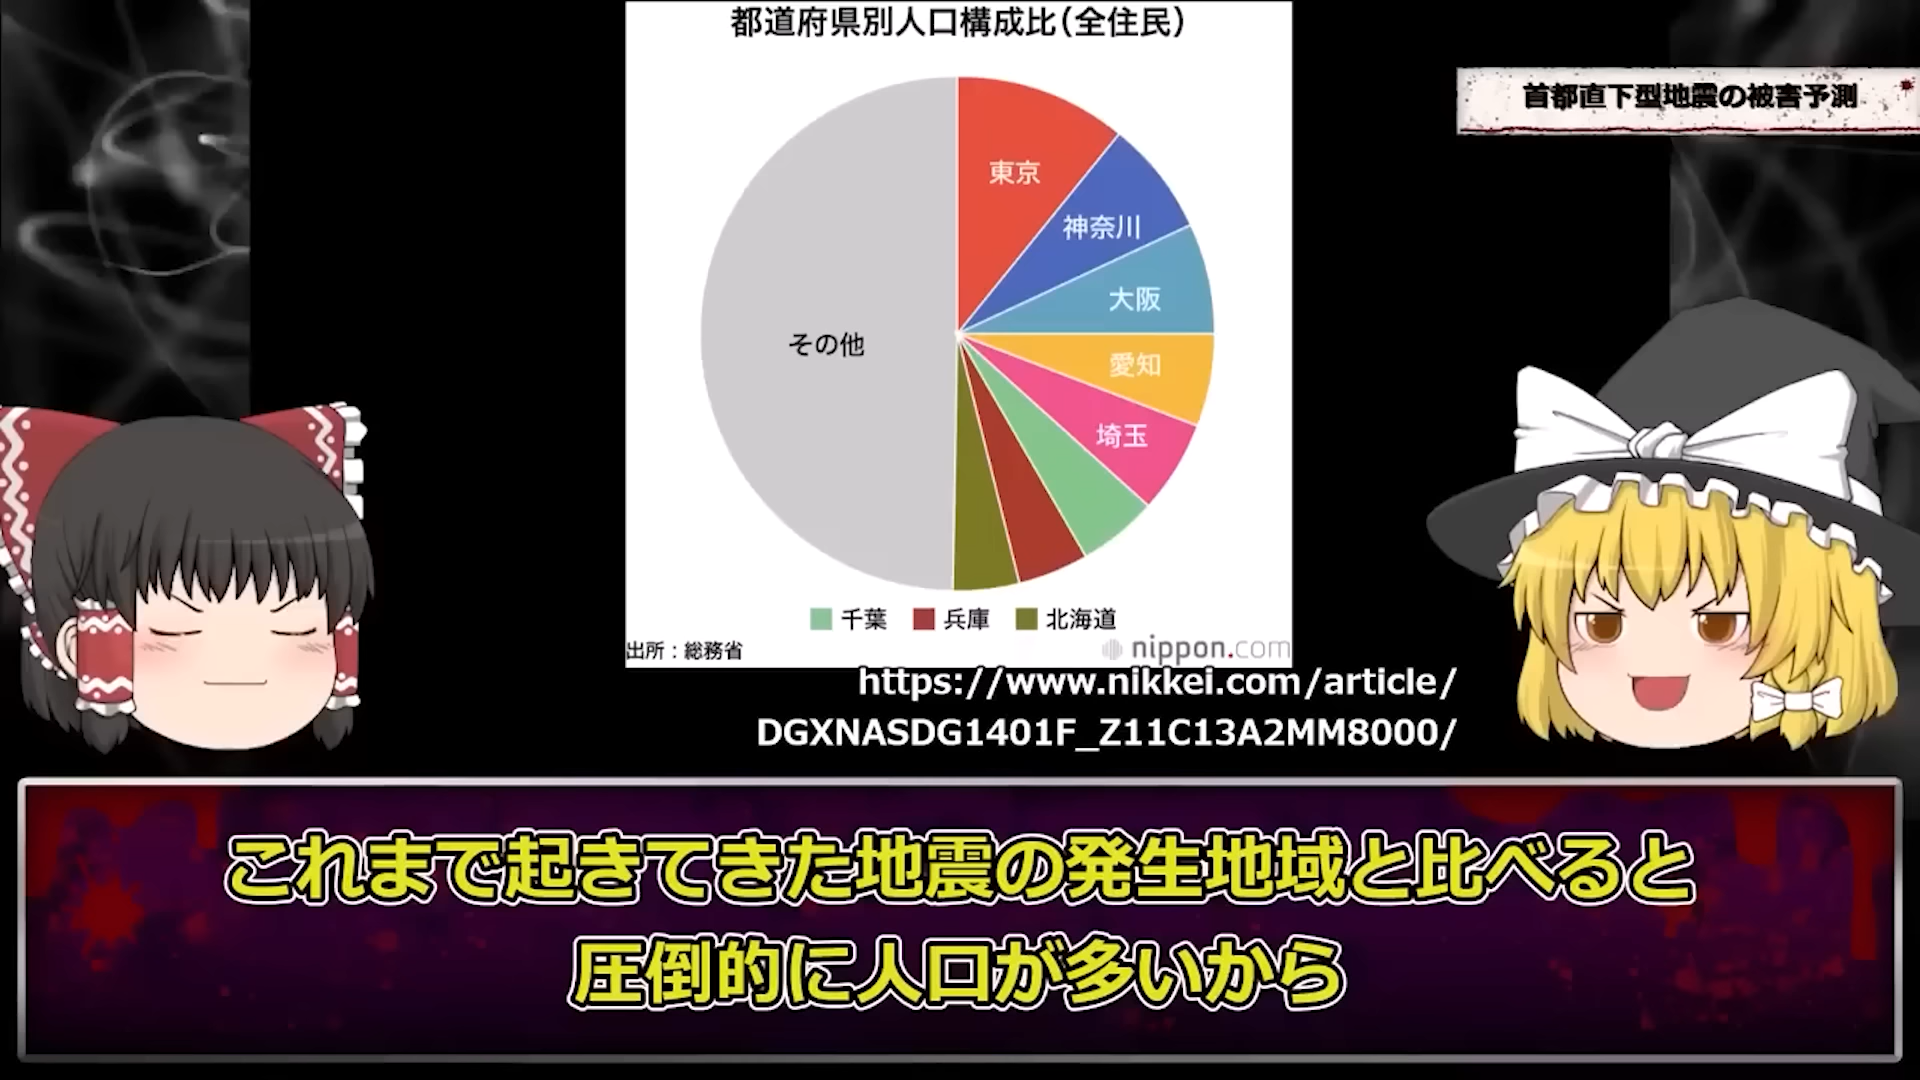 都道府県別人口構成比(全住民)
首都直下型地震の被害予測
東京
神奈川
大阪
その他
愛知
埼玉
千葉 兵庫 北海道
出所:総務省
nippon.com
https://www.nikkei.com/article/
DGXNASDG1401F_Z11C13A2MM8000/
これまで起きてきた地震の発生地域と比べると
圧倒的に人口が多いから